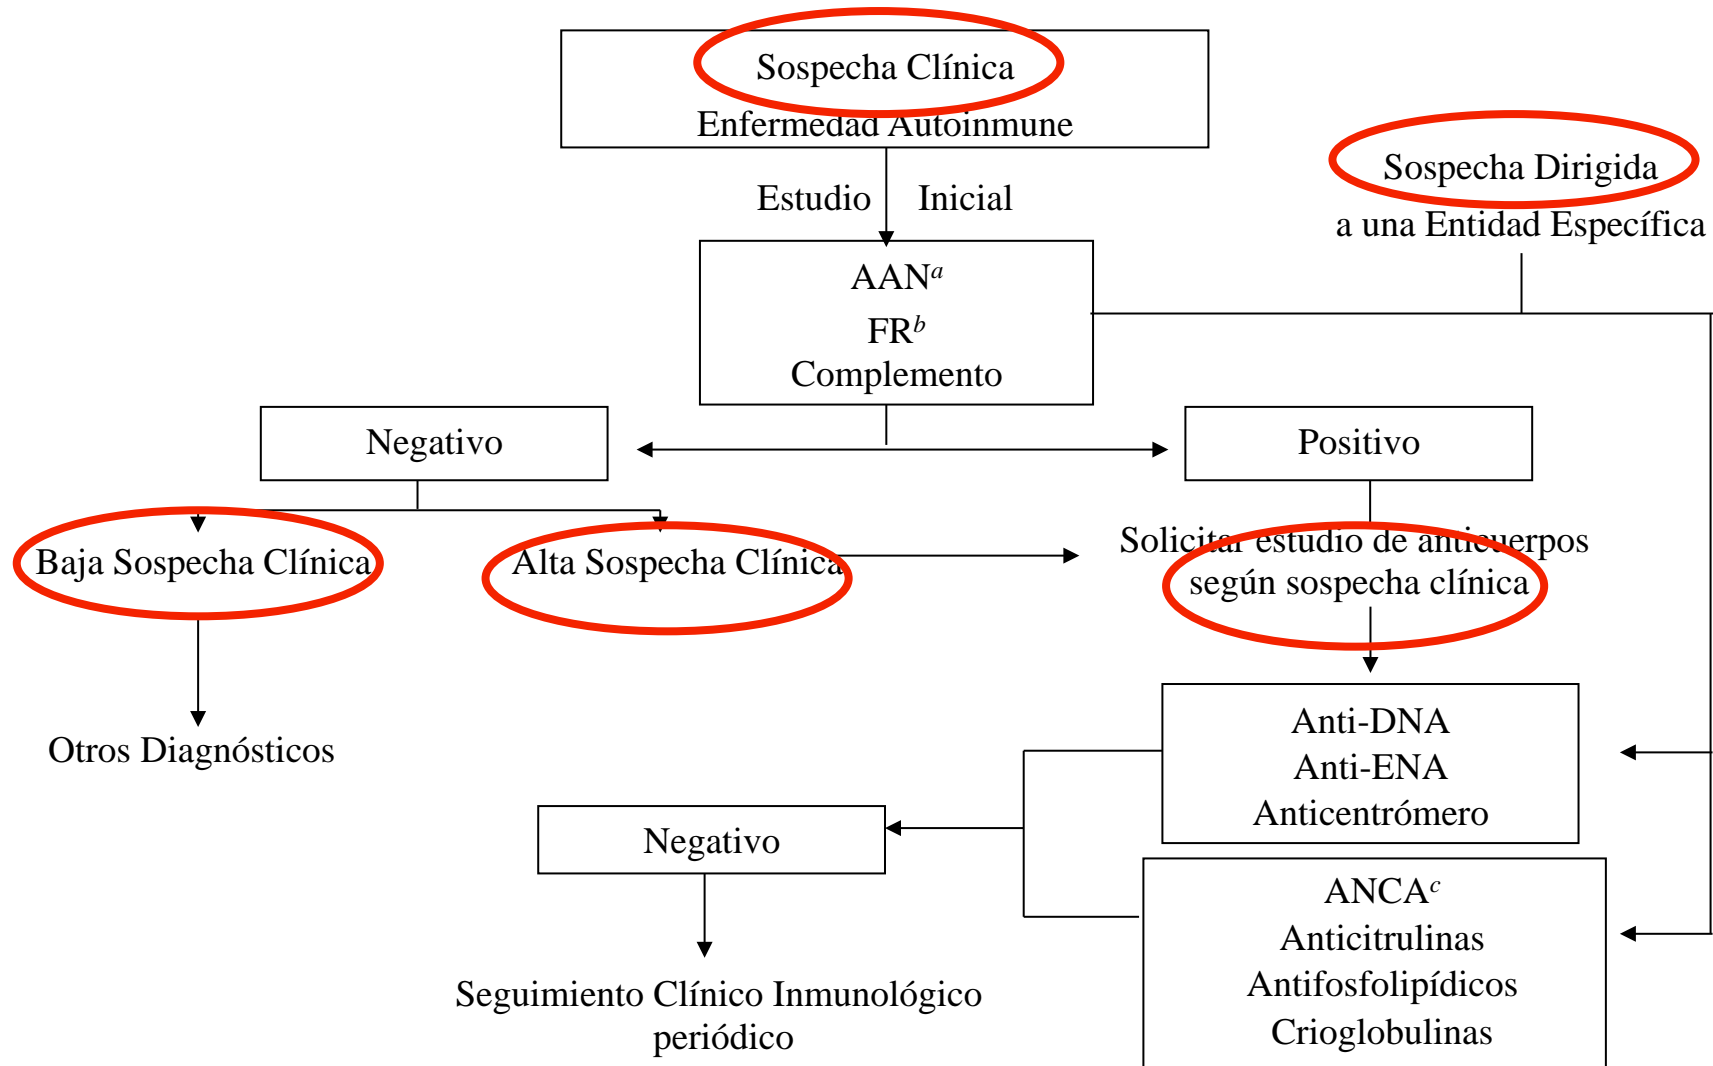 Sospecha Clínica
Enfermedad Autoinmune
Sospecha Dirigida
a una Entidad Específica
Estudio Inicial
AANᵃ
FRᵇ
Complemento
Negativo
Positivo
Baja Sospecha Clínica
Alta Sospecha Clínica
Solicitar estudio de anticuerpos
según sospecha clínica
Otros Diagnósticos
Anti-DNA
Anti-ENA
Anticentrómero
Negativo
ANCAᶜ
Anticitrulinas
Antifosfolipídicos
Crioglobulinas
Seguimiento Clínico Inmunológico
periódico